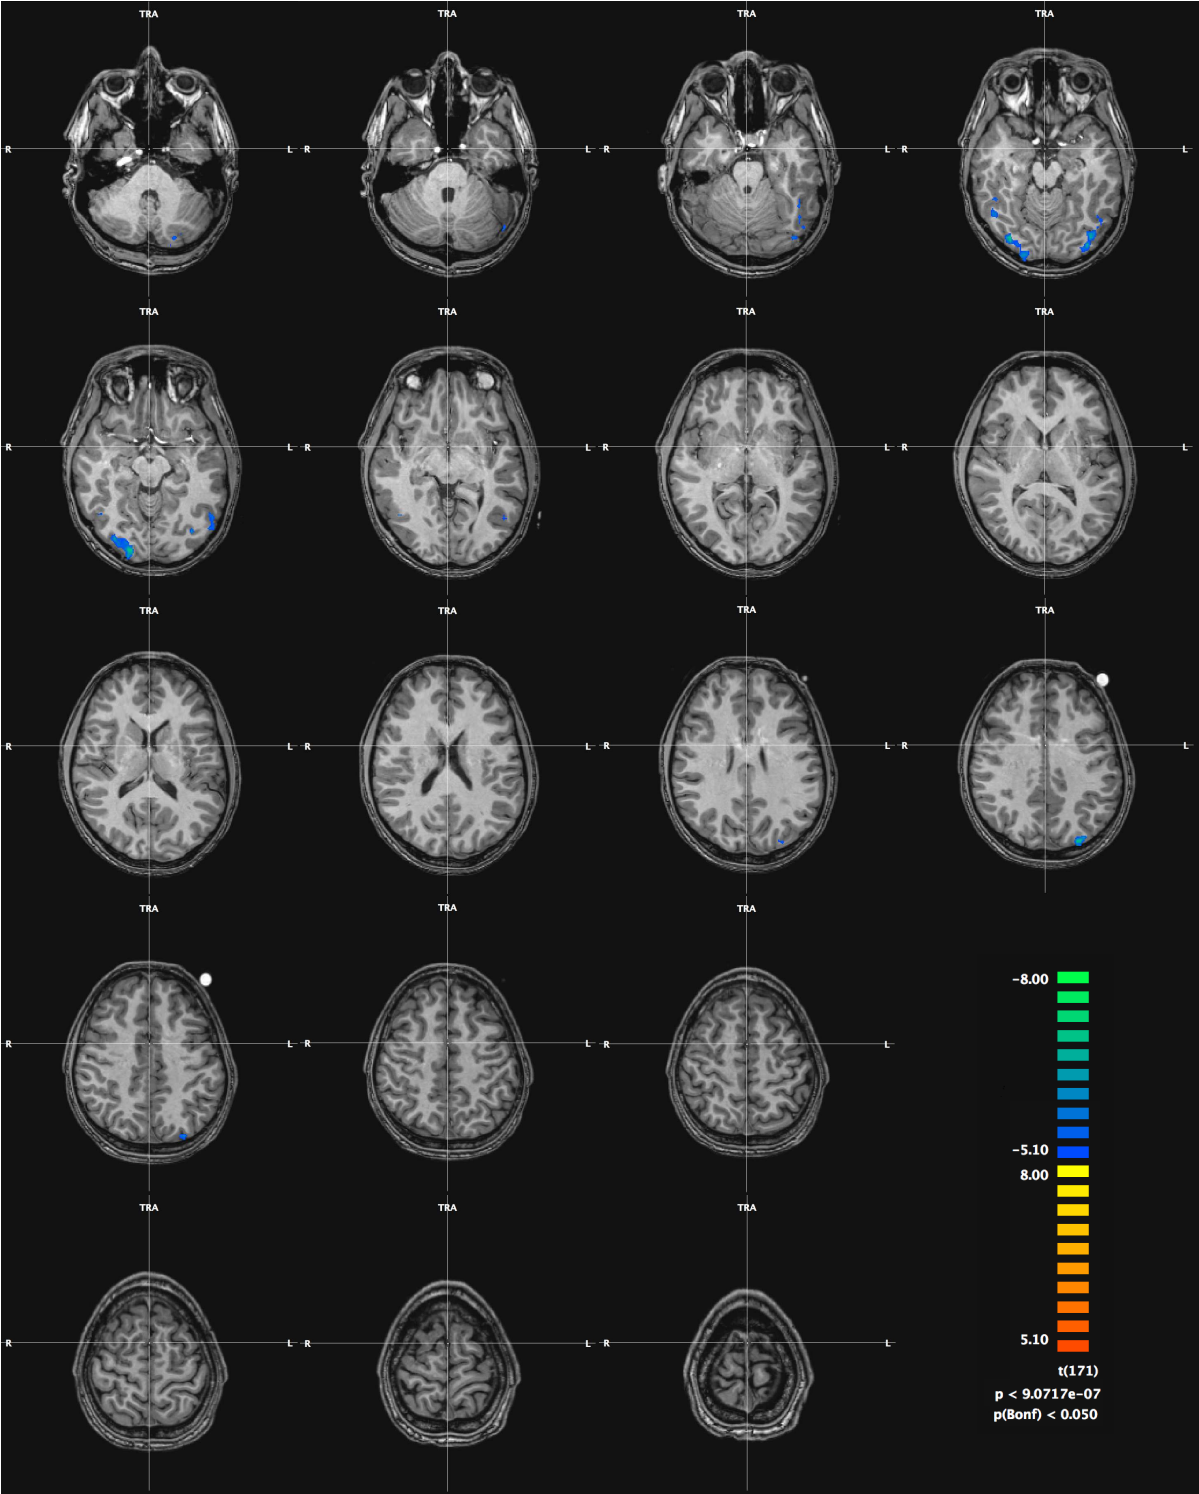 TRA TRA TRA TRA
R L R L R L R L
TRA TRA TRA TRA
R L R L R L R L
TRA TRA TRA TRA
R L R L R L R L
TRA TRA TRA
−8.00
R L R L R L
−5.10
8.00
TRA TRA TRA
5.10
R L R L R L
t(171)
p < 9.0717e−07
p(Bonf) < 0.050